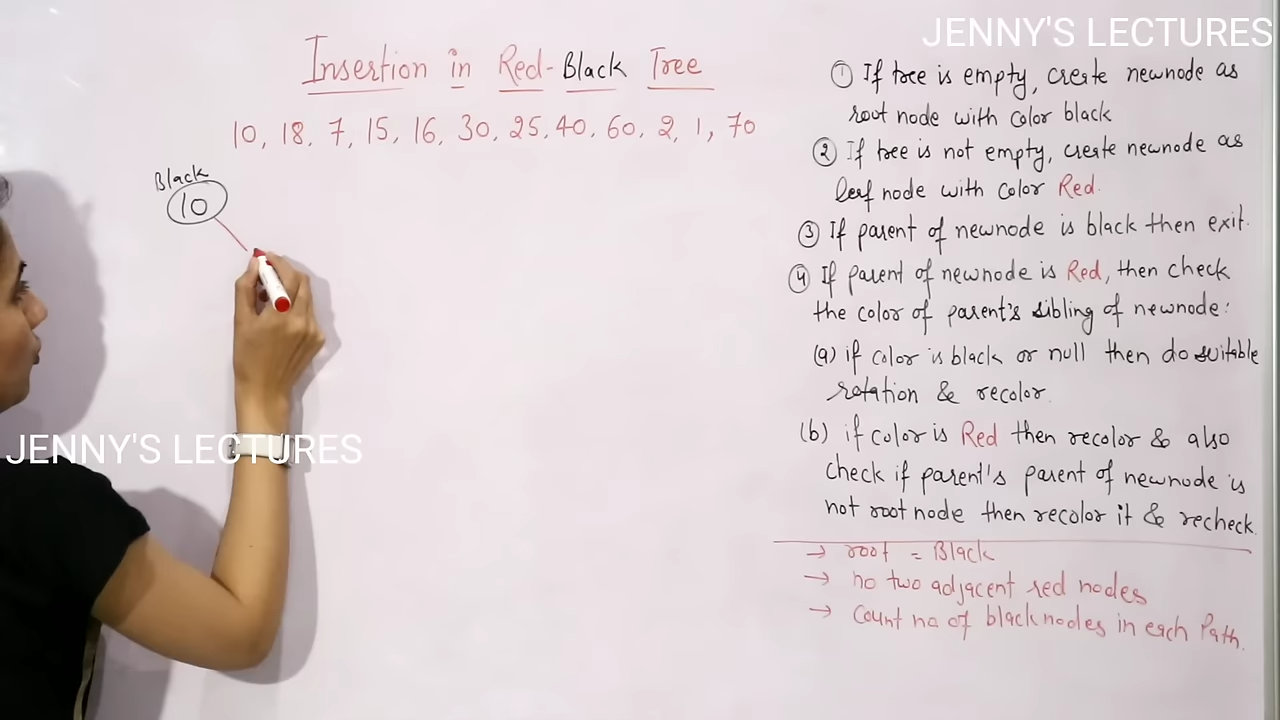 JENNY'S LECTURES
Insertion in Red-Black Tree
10, 18, 7, 15, 16, 30, 25, 40, 60, 2, 1, 70
Black
10
① If tree is empty, create newnode as
root node with color black
② If tree is not empty, create newnode as
leaf node with color Red.
③ If parent of newnode is black then exit.
④ If parent of newnode is Red, then check
the color of parent's sibling of newnode:
(a) if color is black or null then do suitable
rotation & recolor.
(b) if color is Red then recolor & also
check if parent's parent of newnode is
not root node then recolor it & recheck.
→ root = Black
→ no two adjacent red nodes
→ Count no of black nodes in each Path.
JENNY'S LECTURES